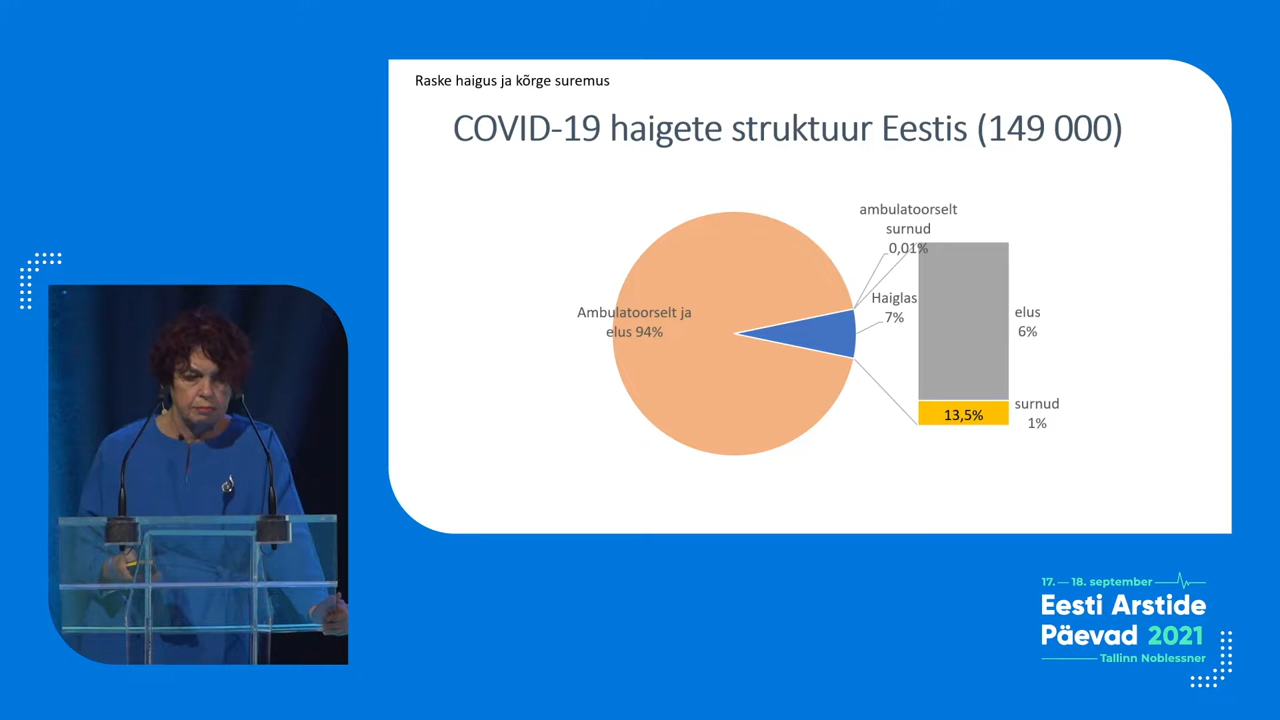 Raske haigus ja kõrge suremus
COVID-19 haigete struktuur Eestis (149 000)
ambulatoorselt
surnud
0,01%
Haiglas
7%
Ambulatoorselt ja
elus 94%
elus
6%
surnud
1%
13,5%
17. — 18. september
Eesti Arstide
Päevad 2021
Tallinn Noblessner